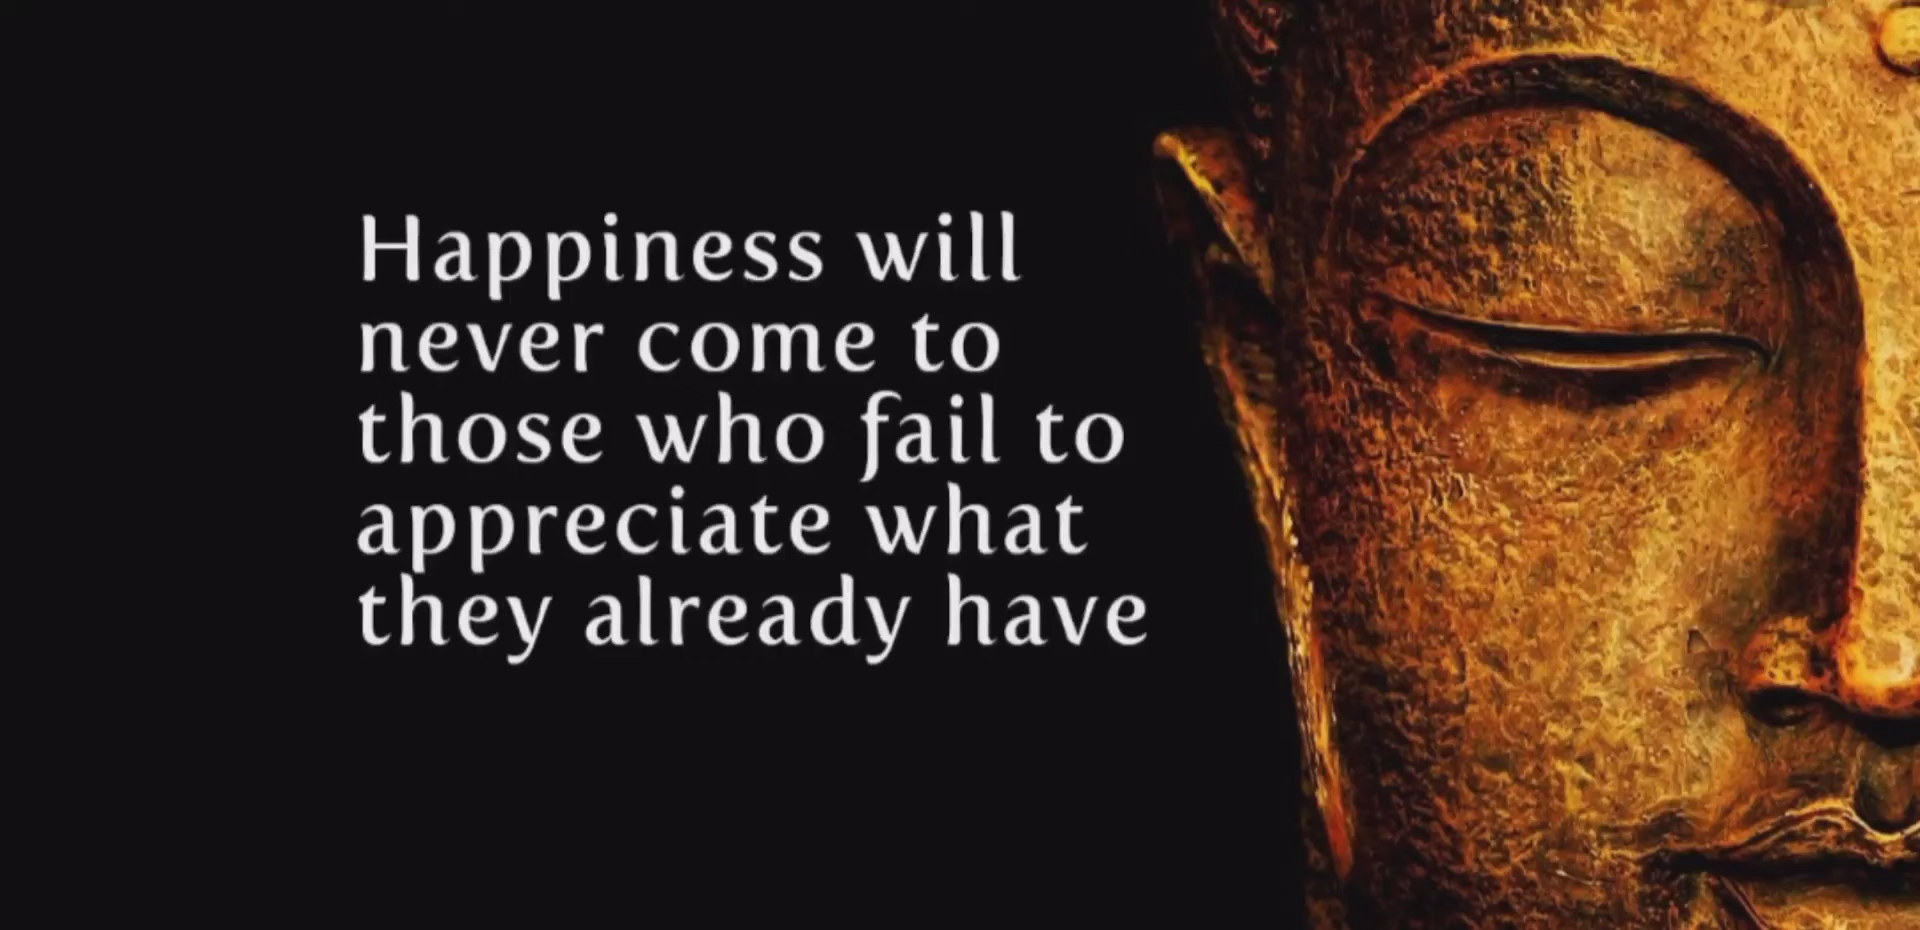 Happiness will
never come to
those who fail to
appreciate what
they already have